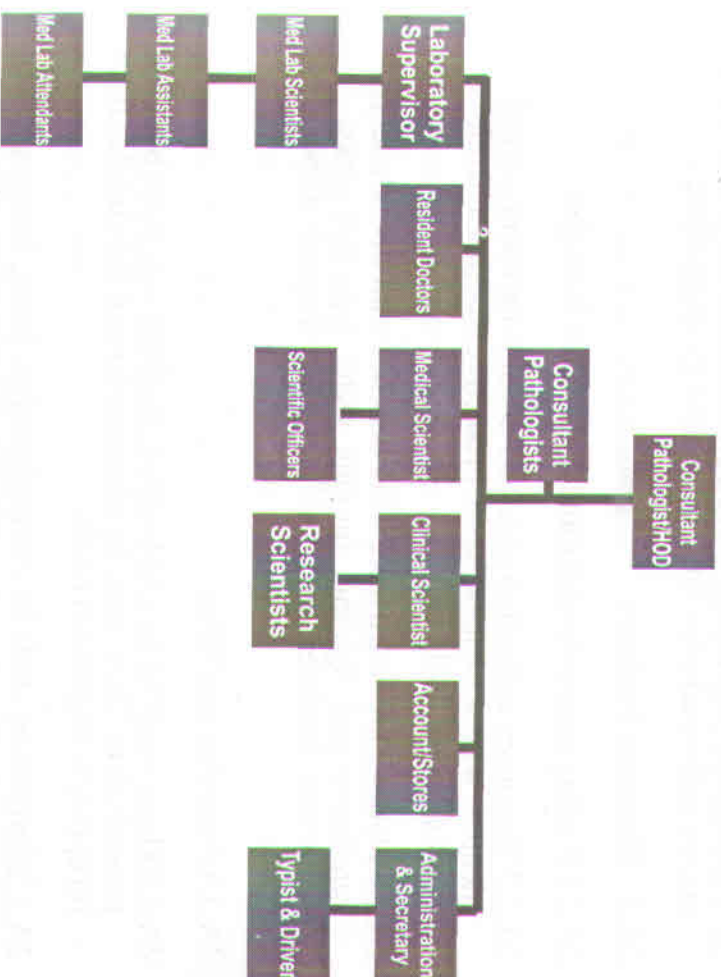 Consultant
Pathologist/HOD
Consultant
Pathologists
?
Laboratory
Supervisor
Resident Doctors
Medical Scientist
Clinical Scientist
Account/Stores
Administration
& Secretary
Med Lab Scientists
Scientific Officers
Research
Scientists
Typist & Driver
Med Lab Assistants
Med Lab Attendants